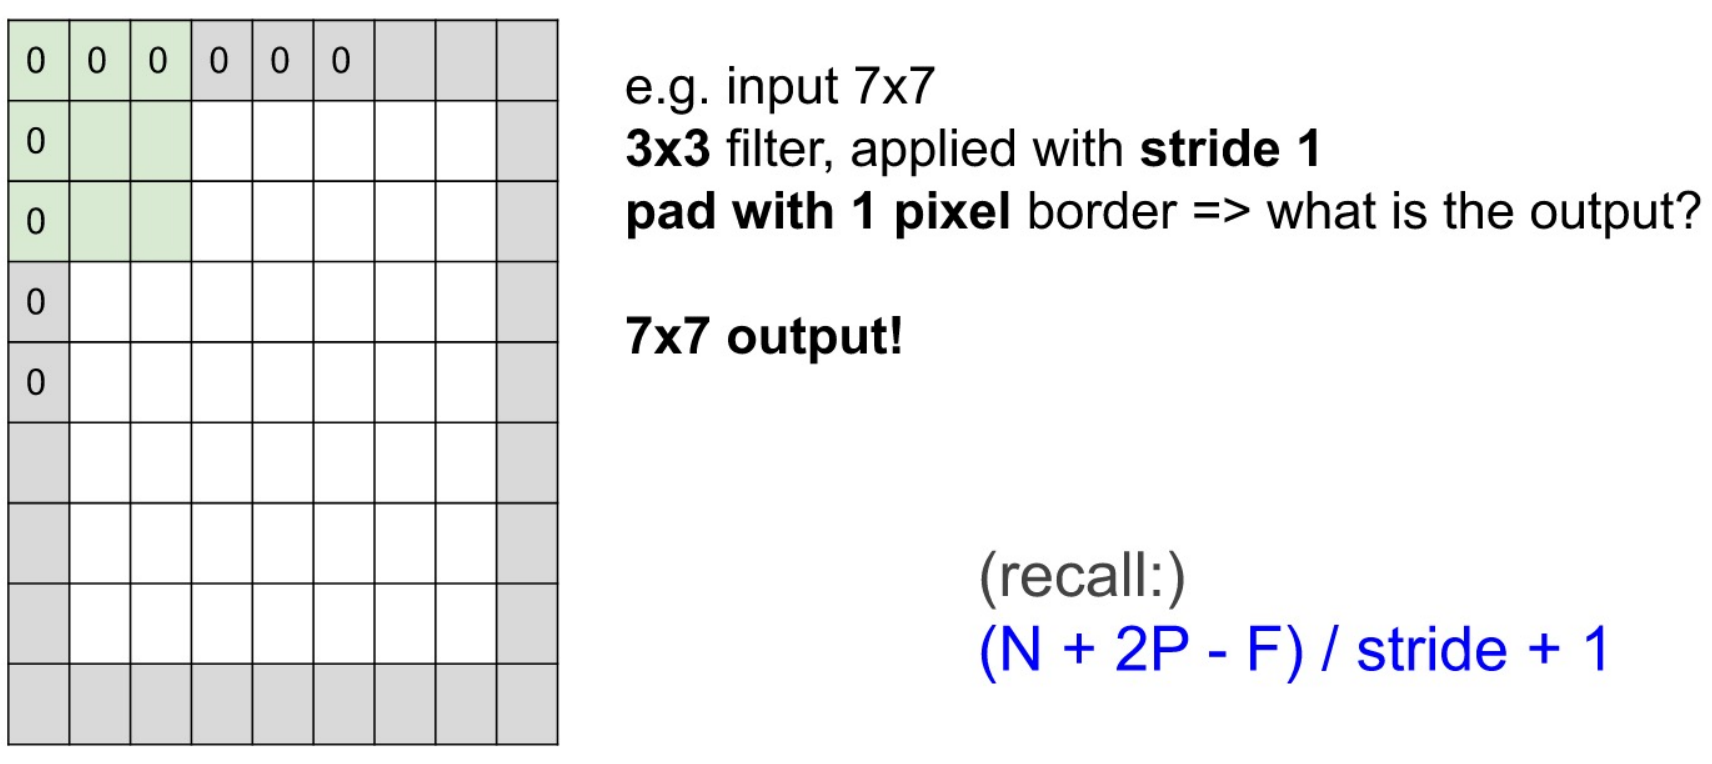 0 0 0 0 0 0
0
0
0
0
e.g. input 7x7
3x3 filter, applied with stride 1
pad with 1 pixel border => what is the output?
7x7 output!
(recall:)
(N + 2P - F) / stride + 1